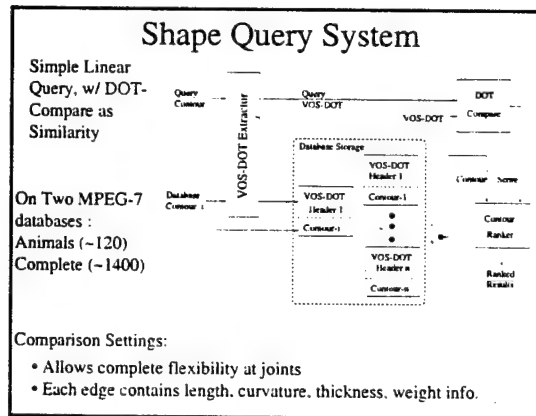 Shape Query System
Simple Linear
Query, w/ DOT-
Compare as
Similarity
On Two MPEG-7
databases :
Animals (~120)
Complete (~1400)
Query
Contour
VOS-DOT Extractor
Query
VOS-DOT
VOS-DOT
DOT
Compare
Database
Contour
Database Storage
VOS-DOT
Header 1
Contour-1
VOS-DOT
Header
Contour-
VOS-DOT
Header n
Contour-n
Contour
Contour
Ranker
Ranked
Results
Comparison Settings:
• Allows complete flexibility at joints
• Each edge contains length, curvature, thickness, weight info.